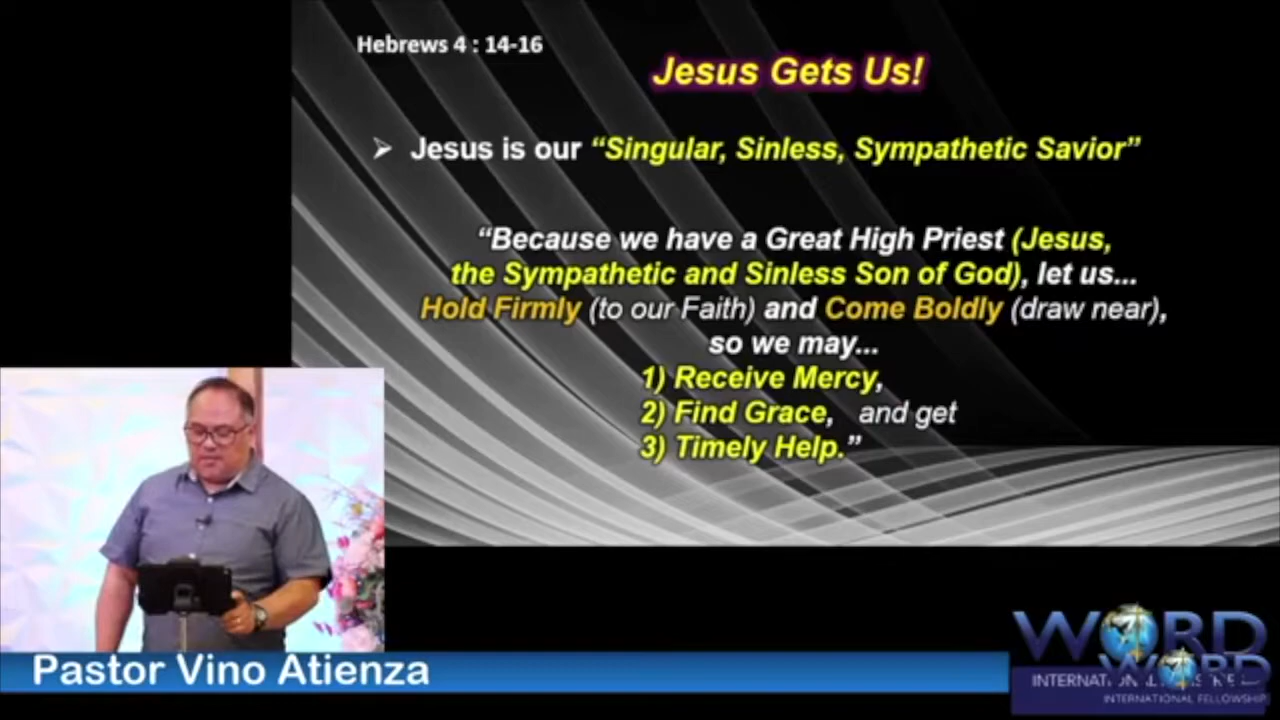 Hebrews 4 : 14-16
Jesus Gets Us!
➢ Jesus is our “Singular, Sinless, Sympathetic Savior”
“Because we have a Great High Priest (Jesus,
the Sympathetic and Sinless Son of God), let us...
Hold Firmly (to our Faith) and Come Boldly (draw near),
so we may...
1) Receive Mercy,
2) Find Grace, and get
3) Timely Help.”
Pastor Vino Atienza
WORD
WORD
INTERNATIONAL FELLOWSHIP